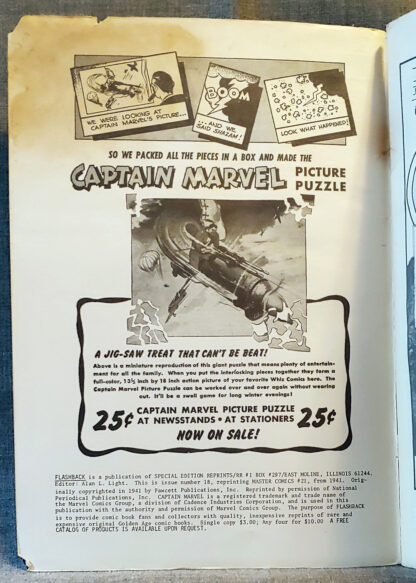 WE WERE LOOKING AT
CAPTAIN MARVEL'S PICTURE...
BOOM
...AND WE
SAID SHAZAM!
LOOK WHAT HAPPENED!
SO WE PACKED ALL THE PIECES IN A BOX AND MADE THE
CAPTAIN MARVEL PICTURE
PUZZLE
A JIG-SAW TREAT THAT CAN'T BE BEAT!
Above is a miniature reproduction of this giant puzzle that means plenty of entertain-
ment for all the family. When you put the interlocking pieces together they form a
full-color, 13½ inch by 18 inch action picture of your favorite Whiz Comics hero. The
Captain Marvel Picture Puzzle can be worked over and over again without wearing
out. It'll be a swell game for long winter evenings!
25¢ CAPTAIN MARVEL PICTURE PUZZLE 25¢
AT NEWSSTANDS • AT STATIONERS
NOW ON SALE!
FLASHBACK is a publication of SPECIAL EDITION REPRINTS/RR #1 BOX #297/EAST MOLINE, ILLINOIS 61244.
Editor: Alan L. Light. This is issue number 18, reprinting MASTER COMICS #21, from 1941. Orig-
inally copyrighted in 1941 by Fawcett Publications, Inc. Reprinted by permission of National
Periodical Publications, Inc. CAPTAIN MARVEL is a registered trademark and trade name of
the Marvel Comics Group, a division of Cadence Industries Corporation, and is used in this
publication with the authority and permission of Marvel Comics Group. The purpose of FLASHBACK
is to provide comic book fans and collectors with quality, inexpensive reprints of rare and
expensive original Golden Age comic books. Single copy $3.00; Any four for $10.00 A FREE
CATALOG OF PRODUCTS IS AVAILABLE UPON REQUEST.